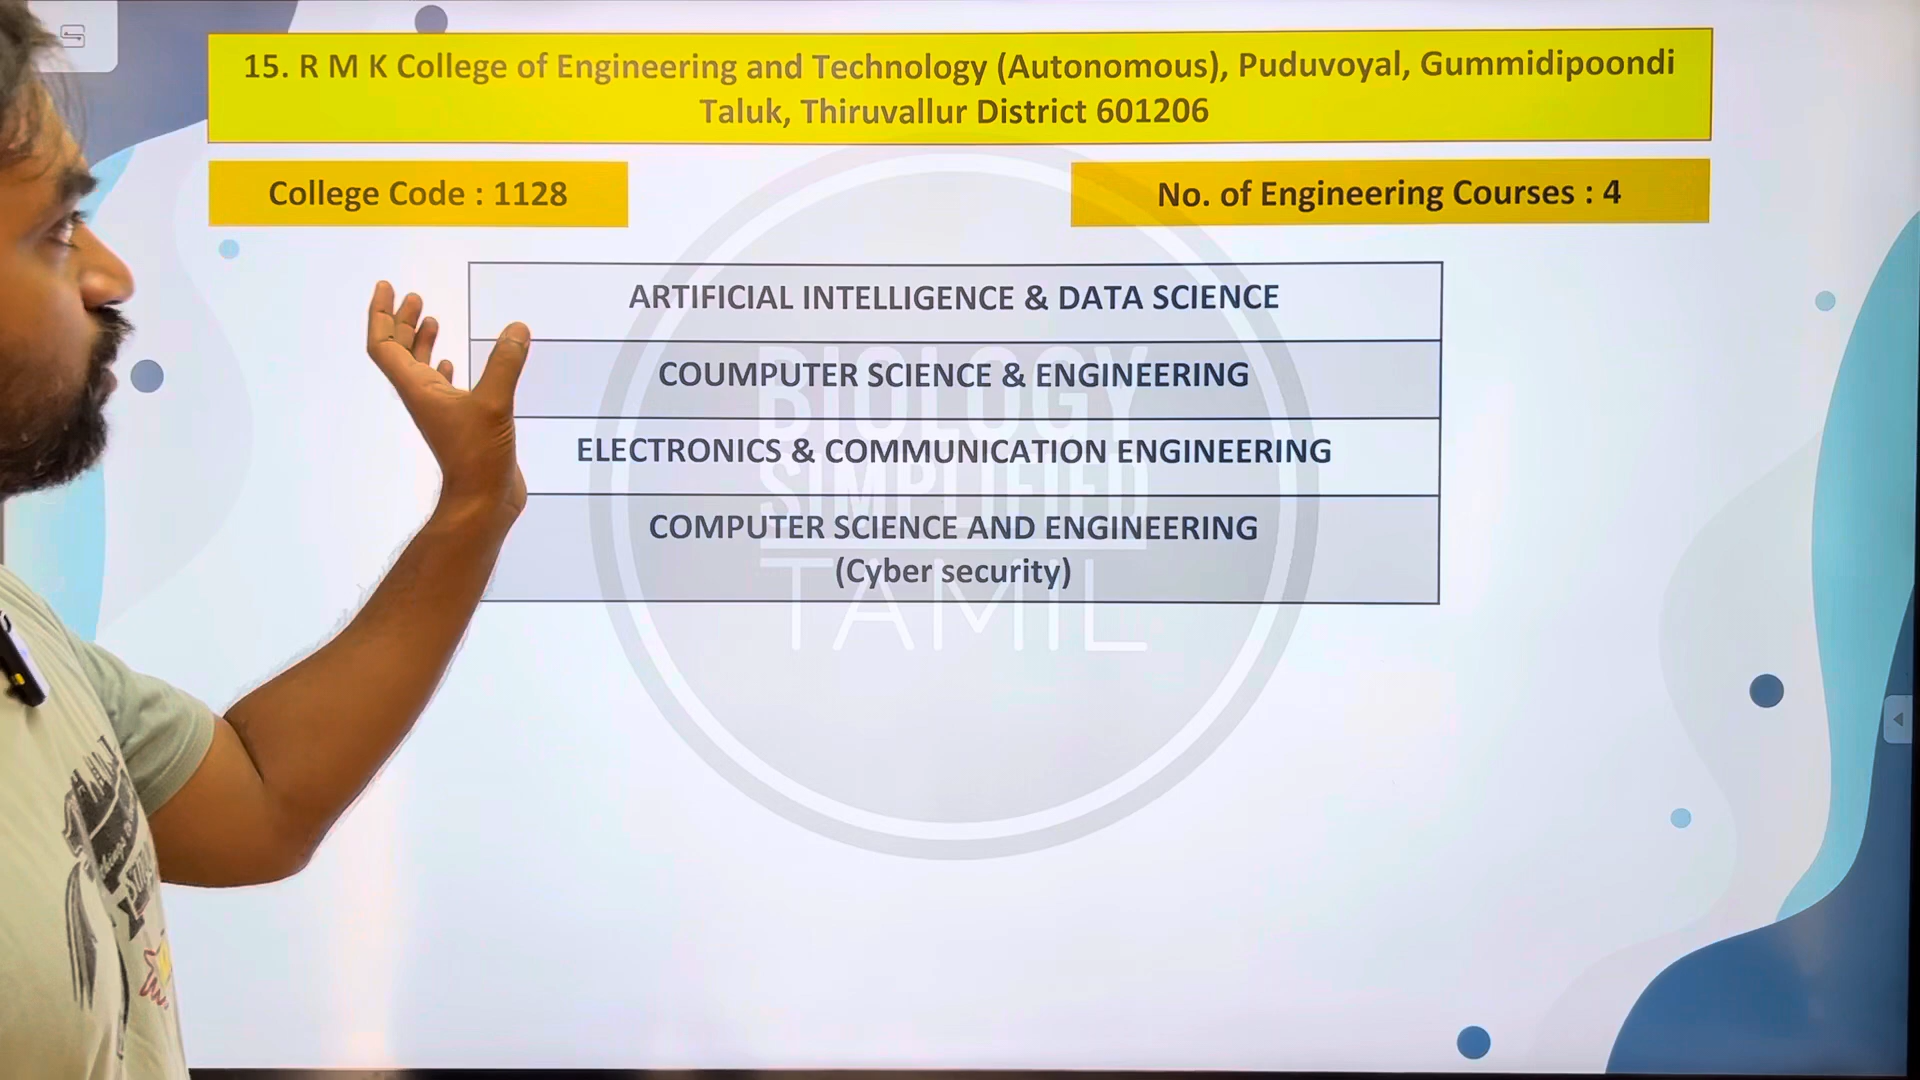 15. R M K College of Engineering and Technology (Autonomous), Puduvoyal, Gummidipoondi
Taluk, Thiruvallur District 601206
College Code : 1128
No. of Engineering Courses : 4
ARTIFICIAL INTELLIGENCE & DATA SCIENCE
COUMPUTER SCIENCE & ENGINEERING
ELECTRONICS & COMMUNICATION ENGINEERING
COMPUTER SCIENCE AND ENGINEERING
(Cyber security)
BIOLOGY
SIMPLIFIED
TAMIL